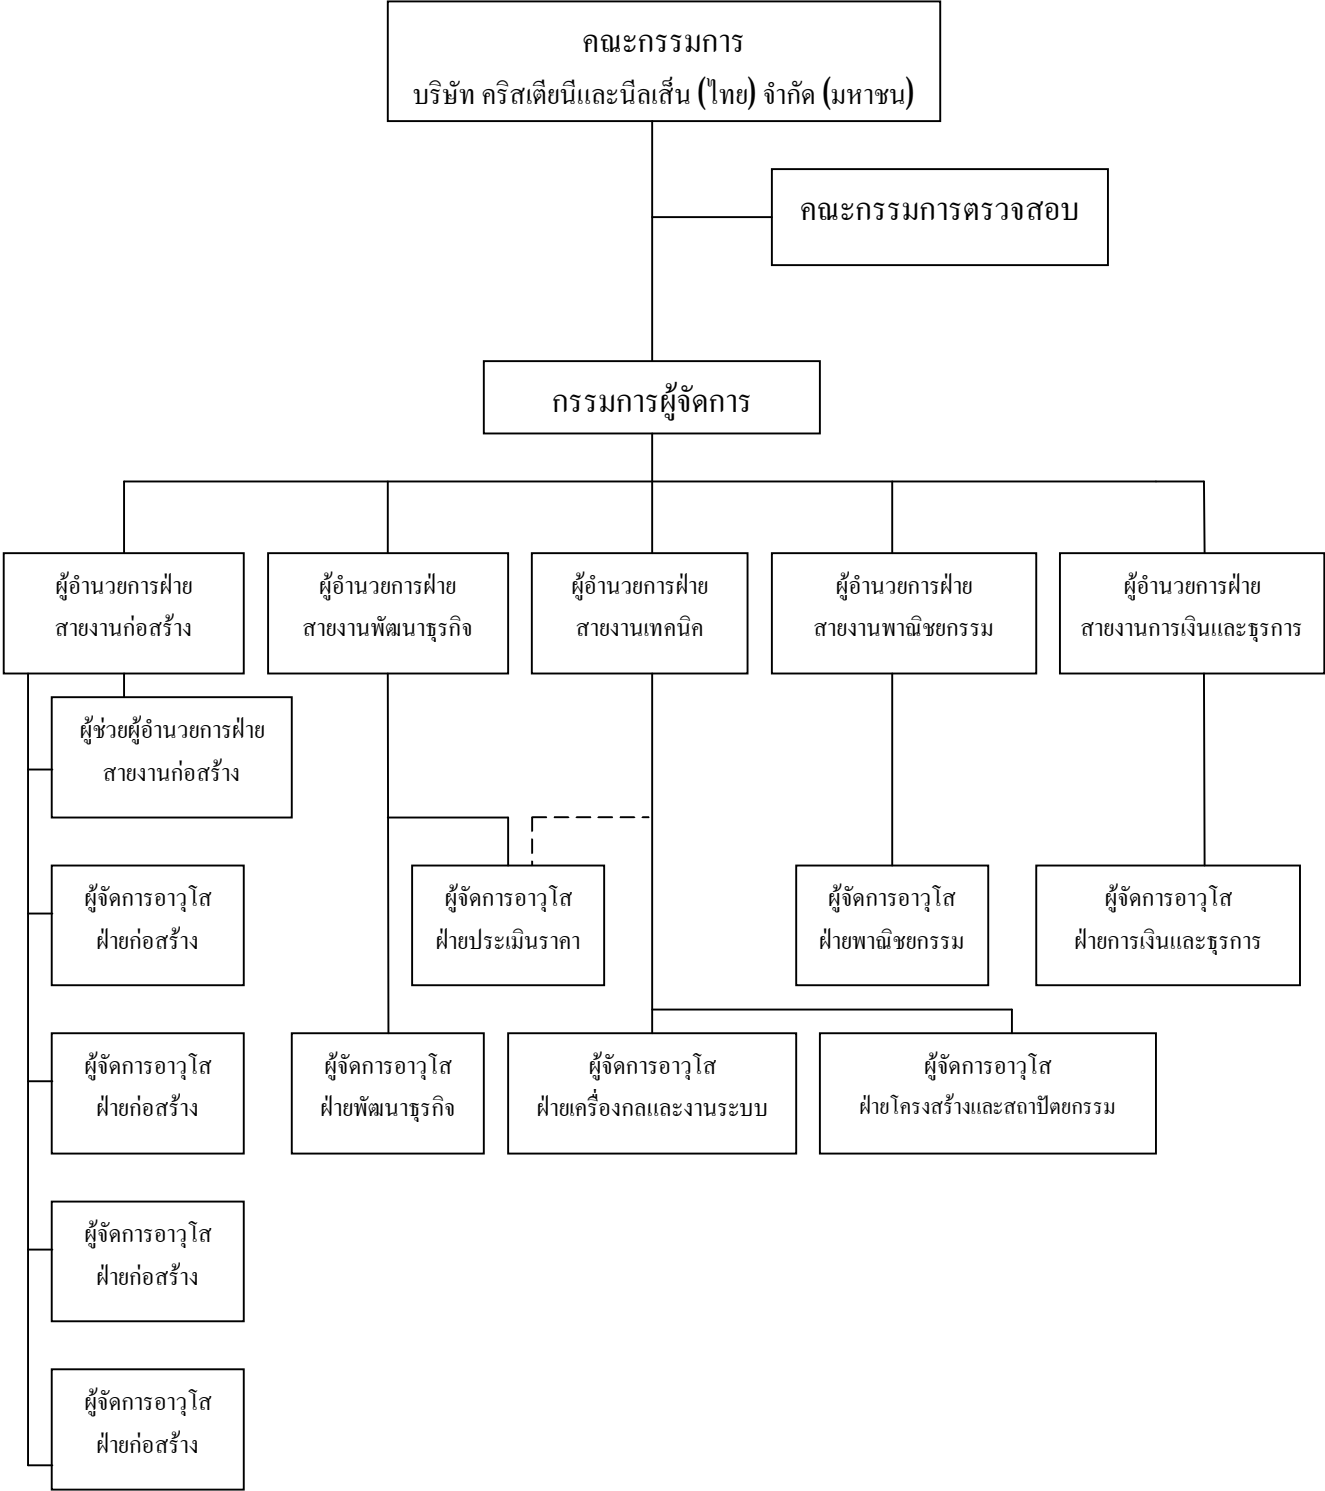 คณะกรรมการ
บริษัท คริสเตียนีและนีลเส็น (ไทย) จำกัด (มหาชน)
คณะกรรมการตรวจสอบ
กรรมการผู้จัดการ
ผู้อำนวยการฝ่าย
สายงานก่อสร้าง
ผู้อำนวยการฝ่าย
สายงานพัฒนาธุรกิจ
ผู้อำนวยการฝ่าย
สายงานเทคนิค
ผู้อำนวยการฝ่าย
สายงานพาณิชยกรรม
ผู้อำนวยการฝ่าย
สายงานการเงินและธุรการ
ผู้ช่วยผู้อำนวยการฝ่าย
สายงานก่อสร้าง
ผู้จัดการอาวุโส
ฝ่ายก่อสร้าง
ผู้จัดการอาวุโส
ฝ่ายประเมินราคา
ผู้จัดการอาวุโส
ฝ่ายพาณิชยกรรม
ผู้จัดการอาวุโส
ฝ่ายการเงินและธุรการ
ผู้จัดการอาวุโส
ฝ่ายก่อสร้าง
ผู้จัดการอาวุโส
ฝ่ายพัฒนาธุรกิจ
ผู้จัดการอาวุโส
ฝ่ายเครื่องกลและงานระบบ
ผู้จัดการอาวุโส
ฝ่ายโครงสร้างและสถาปัตยกรรม
ผู้จัดการอาวุโส
ฝ่ายก่อสร้าง
ผู้จัดการอาวุโส
ฝ่ายก่อสร้าง